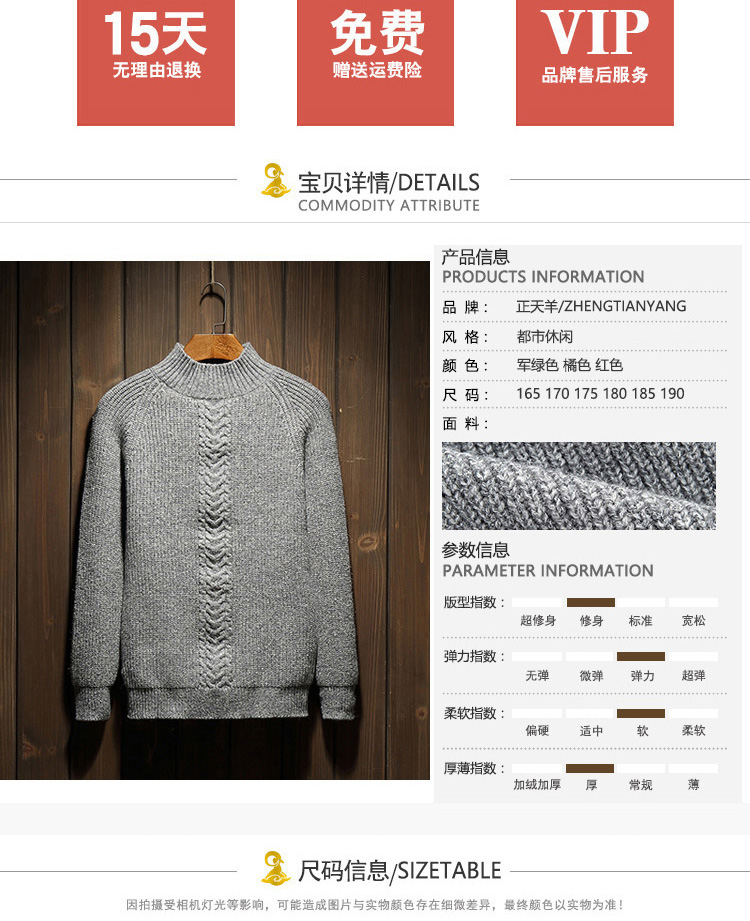 15天
无理由退换
免费
赠送运费险
VIP
品牌售后服务
宝贝详情/DETAILS
COMMODITY ATTRIBUTE
产品信息
PRODUCTS INFORMATION
品 牌： 正天羊/ZHENGTIANYANG
风 格： 都市休闲
颜 色： 军绿色 橘色 红色
尺 码： 165 170 175 180 185 190
面 料：
参数信息
PARAMETER INFORMATION
版型指数：
超修身 修身 标准 宽松
弹力指数：
无弹 微弹 弹力 超弹
柔软指数：
偏硬 适中 软 柔软
厚薄指数：
加绒加厚 厚 常规 薄
尺码信息/SIZETABLE
因拍摄受相机灯光等影响，可能造成图片与实物颜色存在细微差异，最终颜色以实物为准！